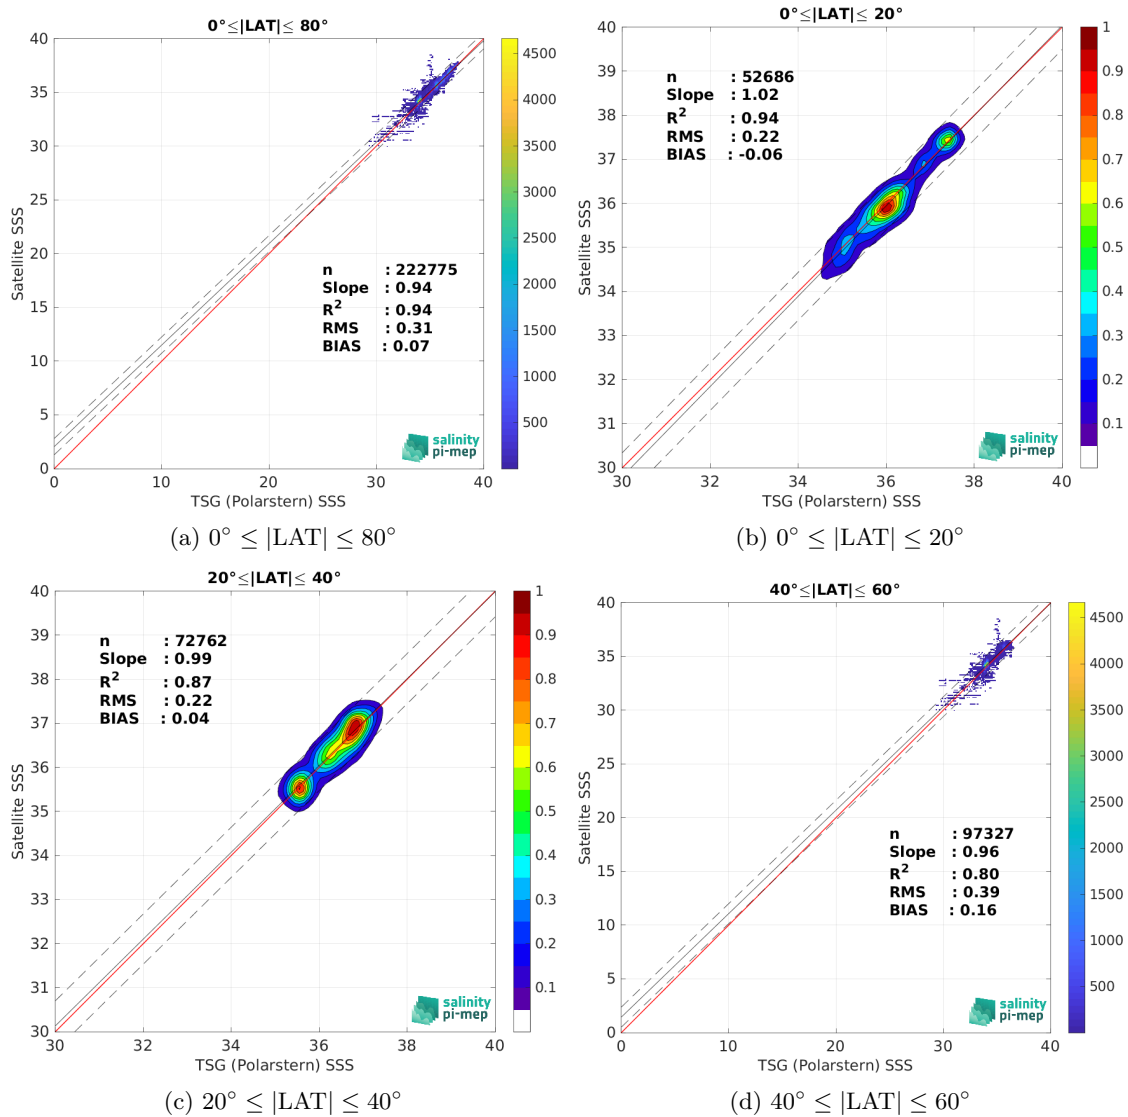 0°≤|LAT|≤ 80°
40
35
30
25
20
15
10
5
0
Satellite SSS
n : 222775
Slope : 0.94
R² : 0.94
RMS : 0.31
BIAS : 0.07
salinity
pi-mep
0 10 20 30 40
TSG (Polarstern) SSS
4500
4000
3500
3000
2500
2000
1500
1000
500
(a) 0° ≤ |LAT| ≤ 80°
0°≤|LAT|≤ 20°
40
39
38
37
36
35
34
33
32
31
30
Satellite SSS
n : 52686
Slope : 1.02
R² : 0.94
RMS : 0.22
BIAS : -0.06
salinity
pi-mep
30 32 34 36 38 40
TSG (Polarstern) SSS
1
0.9
0.8
0.7
0.6
0.5
0.4
0.3
0.2
0.1
(b) 0° ≤ |LAT| ≤ 20°
20°≤|LAT|≤ 40°
40
39
38
37
36
35
34
33
32
31
30
Satellite SSS
n : 72762
Slope : 0.99
R² : 0.87
RMS : 0.22
BIAS : 0.04
salinity
pi-mep
30 32 34 36 38 40
TSG (Polarstern) SSS
1
0.9
0.8
0.7
0.6
0.5
0.4
0.3
0.2
0.1
(c) 20° ≤ |LAT| ≤ 40°
40°≤|LAT|≤ 60°
40
35
30
25
20
15
10
5
0
Satellite SSS
n : 97327
Slope : 0.96
R² : 0.80
RMS : 0.39
BIAS : 0.16
salinity
pi-mep
0 10 20 30 40
TSG (Polarstern) SSS
4500
4000
3500
3000
2500
2000
1500
1000
500
(d) 40° ≤ |LAT| ≤ 60°